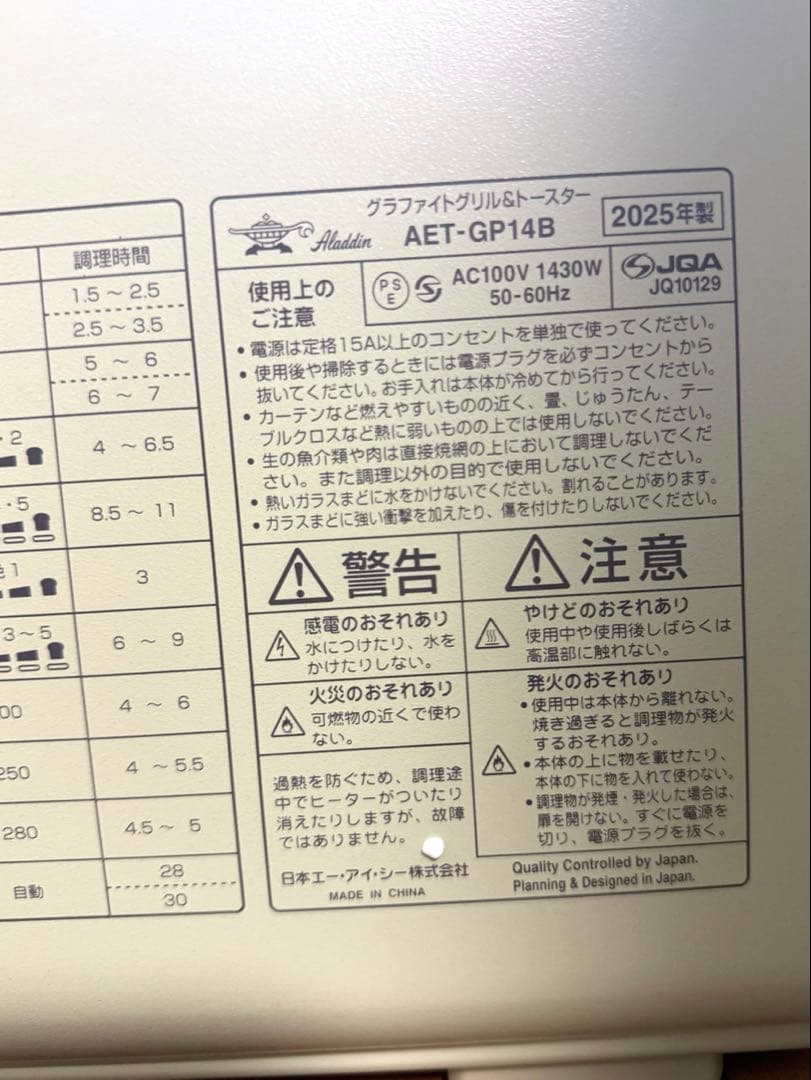 調理時間
1.5～2.5
2.5～3.5
5 ～ 6
6 ～ 7
・2
4 ～6.5
・5
8.5～ 11
1
3
3～5
6 ～ 9
00
4 ～ 6
250
4 ～5.5
280
4.5～ 5
自動
28
30
グラファイトグリル&トースター
Aladdin
AET-GP14B
2025年製
使用上の
ご注意
PS
E
AC100V 1430W
50-60Hz
JQA
JQ10129
・電源は定格15A以上のコンセントを単独で使ってください。
・使用後や掃除するときには電源プラグを必ずコンセントから
抜いてください。お手入れは本体が冷めてから行ってください。
・カーテンなど燃えやすいものの近く、畳、じゅうたん、テー
ブルクロスなど熱に弱いものの上では使用しないでください。
・生の魚介類や肉は直接焼網の上において調理しないでくだ
さい。また調理以外の目的で使用しないでください。
・熱いガラスまどに水をかけないでください。割れることがあります。
・ガラスまどに強い衝撃を加えたり、傷を付けたりしないでください。
警告
感電のおそれあり
水につけたり、水を
かけたりしない。
火災のおそれあり
可燃物の近くで使わ
ない。
過熱を防ぐため、調理途
中でヒーターがついたり
消えたりしますが、故障
ではありません。
日本エー・アイ・シー株式会社
MADE IN CHINA
注意
やけどのおそれあり
使用中や使用後しばらくは
高温部に触れない。
発火のおそれあり
・使用中は本体から離れない。
焼き過ぎると調理物が発火
するおそれあり。
・本体の上に物を載せたり、
本体の下に物を入れて使わない。
・調理物が発煙・発火した場合は、
扉を開けない。すぐに電源を
切り、電源プラグを抜く。
Quality Controlled by Japan.
Planning & Designed in Japan.